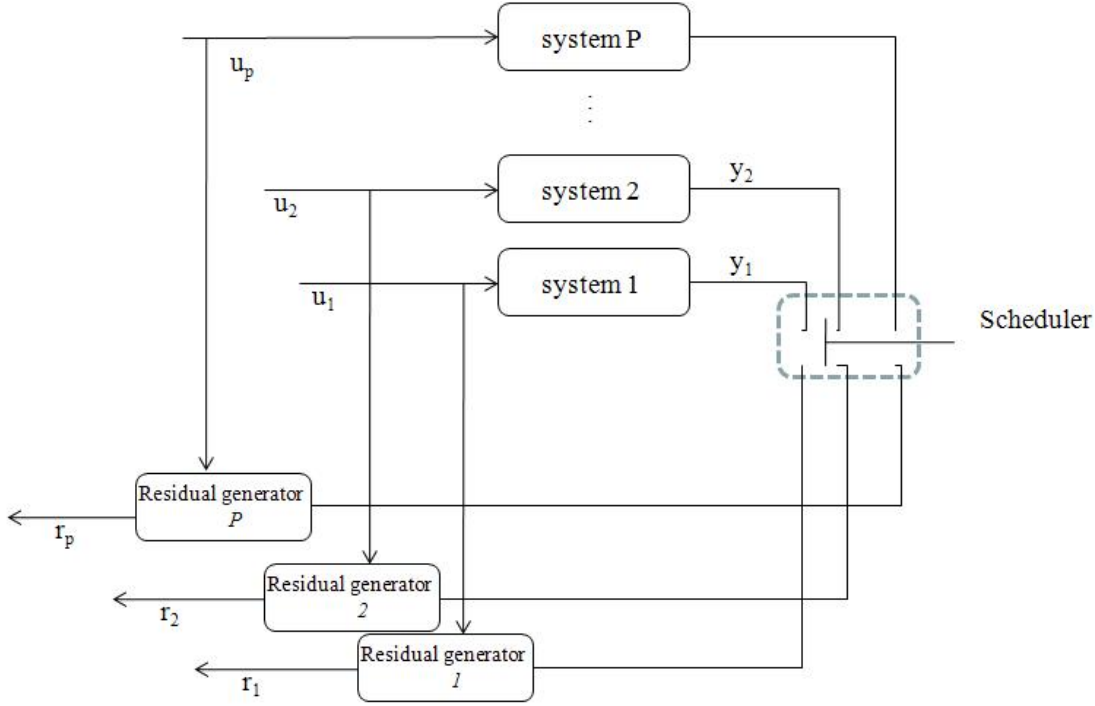 system P
u_p
⋮
system 2
y_2
u_2
system 1
y_1
u_1
Scheduler
Residual generator
P
r_p
Residual generator
2
r_2
Residual generator
1
r_1